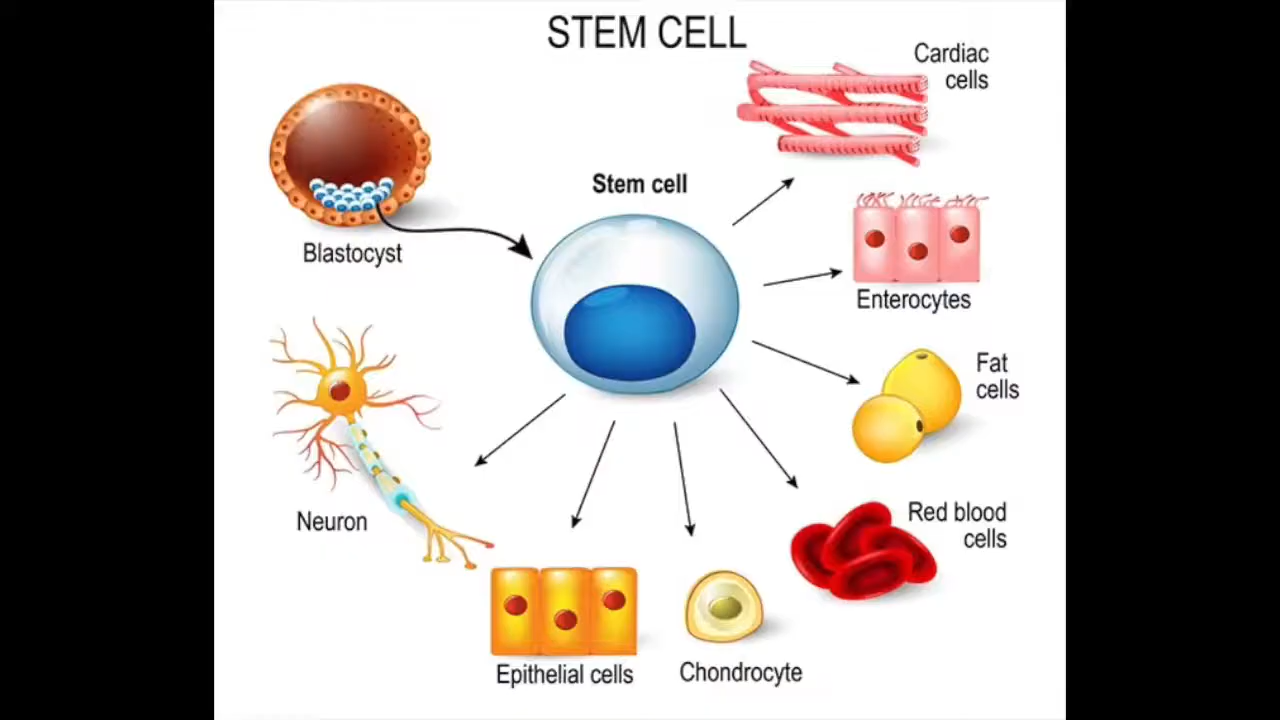 STEM CELL
Cardiac
cells
Stem cell
Blastocyst
Enterocytes
Fat
cells
Neuron
Red blood
cells
Epithelial cells
Chondrocyte